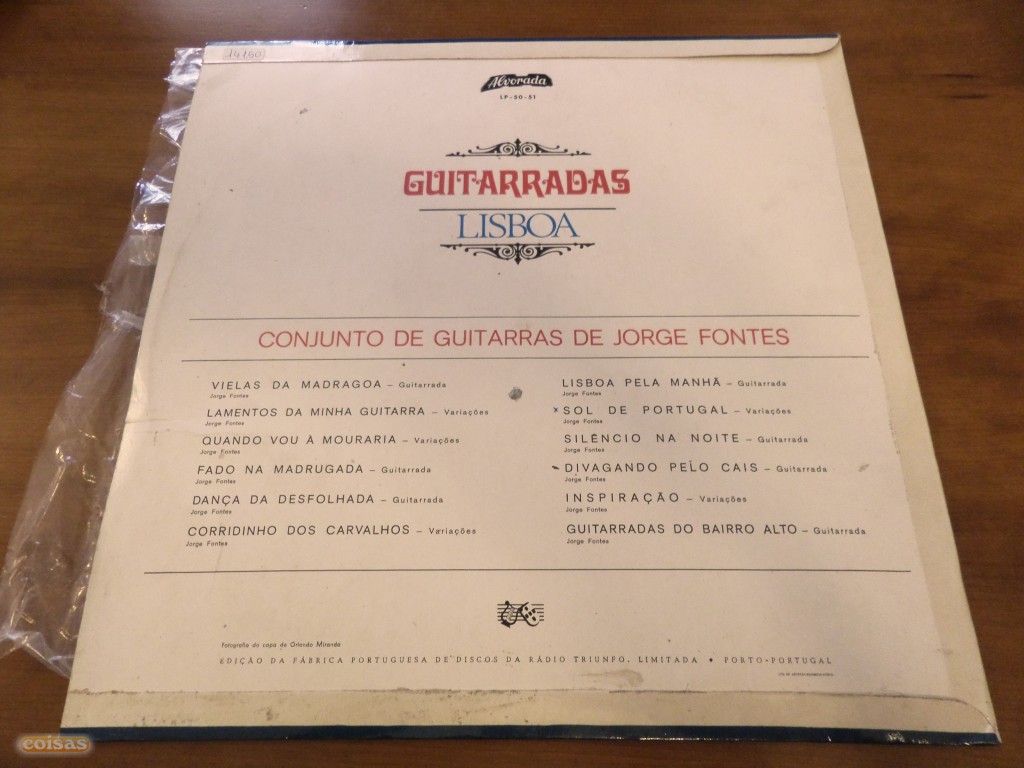 14160
Alvorada
LP-S0-51
GUITARRADAS
LISBOA
CONJUNTO DE GUITARRAS DE JORGE FONTES
VIELAS DA MADRAGOA – Guitarrada
Jorge Fontes
LAMENTOS DA MINHA GUITARRA – Variações
Jorge Fontes
QUANDO VOU À MOURARIA – Variações
Jorge Fontes
FADO NA MADRUGADA – Guitarrada
Jorge Fontes
DANÇA DA DESFOLHADA – Guitarrada
Jorge Fontes
CORRIDINHO DOS CARVALHOS – Variações
Jorge Fontes
LISBOA PELA MANHÃ – Guitarrada
Jorge Fontes
× SOL DE PORTUGAL – Variações
Jorge Fontes
SILÊNCIO NA NOITE – Guitarrada
Jorge Fontes
DIVAGANDO PELO CAIS – Guitarrada
Jorge Fontes
INSPIRAÇÃO – Variações
Jorge Fontes
GUITARRADAS DO BAIRRO ALTO – Guitarrada
Jorge Fontes
Fotografia da capa de Orlando Miranda
EDIÇÃO DA FÁBRICA PORTUGUESA DE DISCOS DA RÁDIO TRIUNFO, LIMITADA • PORTO-PORTUGAL
coisas